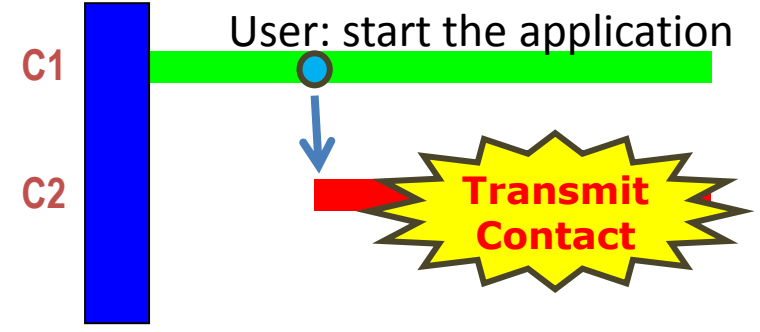 User: start the application
C1
C2
Transmit
Contact